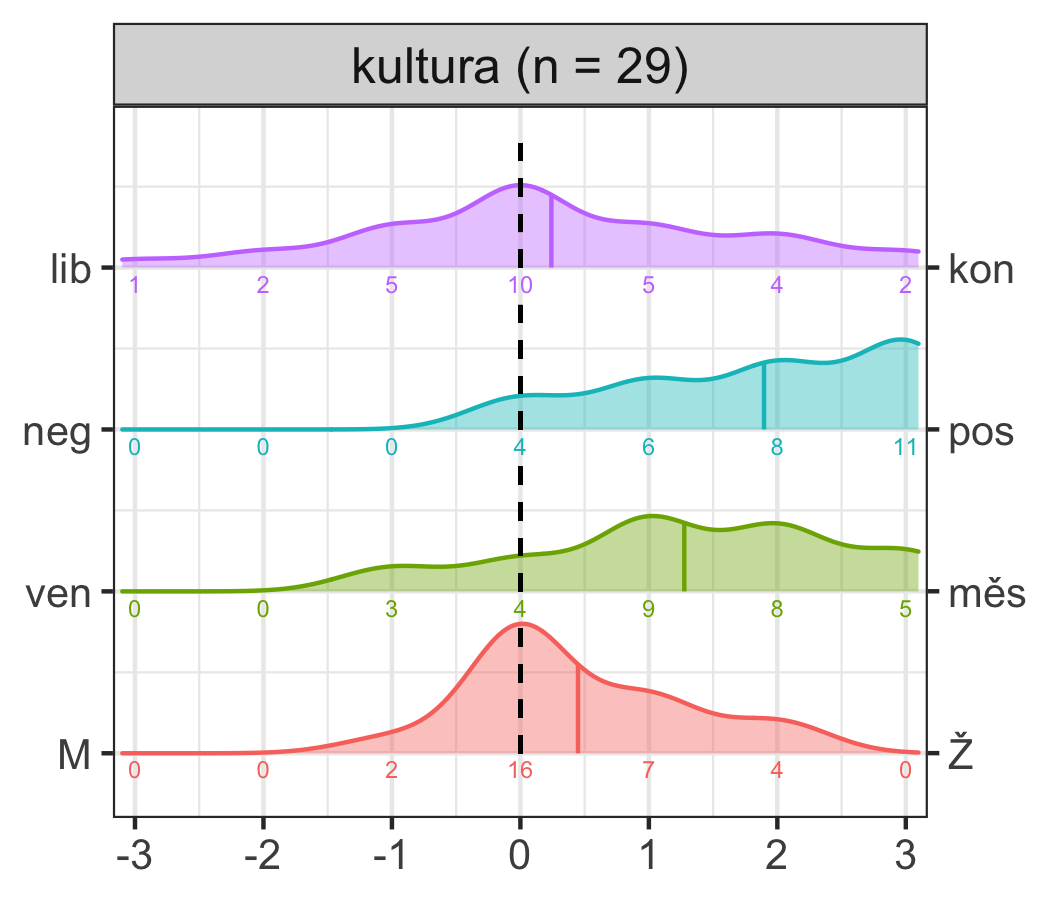 kultura (n = 29)
lib kon
1 2 5 10 5 4 2
neg pos
0 0 0 4 6 8 11
ven měs
0 0 3 4 9 8 5
M Ž
0 0 2 16 7 4 0
-3 -2 -1 0 1 2 3